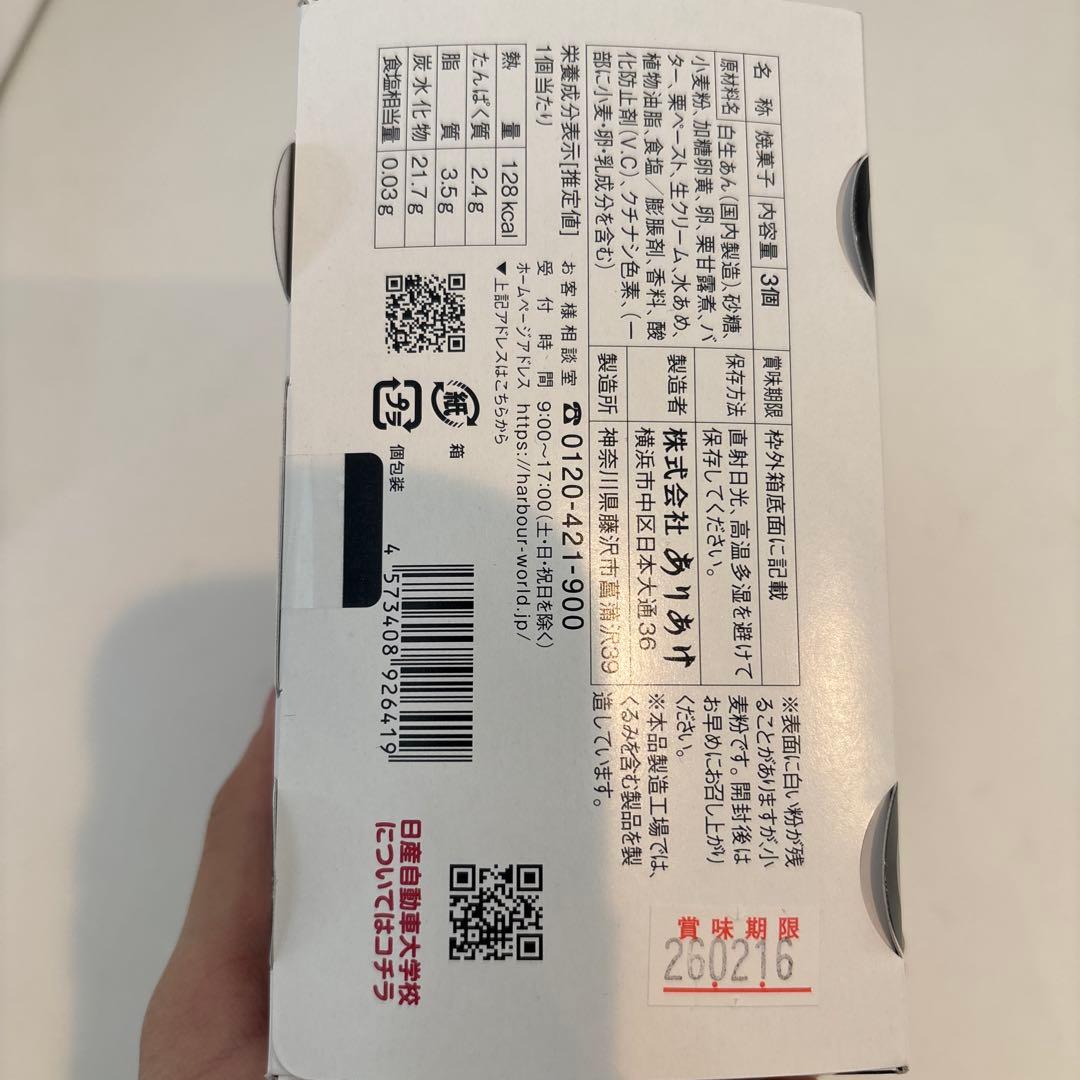 名称 焼菓子 内容量 3個
原材料名 白生あん(国内製造)、砂糖、
小麦粉、加糖卵黄、卵、栗甘露煮、バ
ター、栗ペースト、生クリーム、水あめ、
植物油脂、食塩／膨脹剤、香料、酸
化防止剤(V.C)、クチナシ色素、(一
部に小麦・卵・乳成分を含む)
賞味期限 枠外箱底面に記載
保存方法 直射日光、高温多湿を避けて
保存してください。
製造者 株式会社 ありあけ
横浜市中区日本大通36
製造所 神奈川県藤沢市菖蒲沢39
※表面に白い粉が残
ることがありますが、小
麦粉です。開封後は
お早めにお召し上がり
ください。
※本品製造工場では、
くるみを含む製品を製
造しています。
栄養成分表示[推定値]
1個当たり
熱量 128kcal
たんぱく質 2.4g
脂質 3.5g
炭水化物 21.7g
食塩相当量 0.03g
お客様相談室 ☎0120-421-900
受付時間 9:00〜17:00(土・日・祝日を除く)
ホームページアドレス https://harbour-world.jp/
▼上記アドレスはこちらから
紙 箱
プラ 個包装
4 573408 926419
日産自動車大学校
についてはコチラ
賞味期限
260216